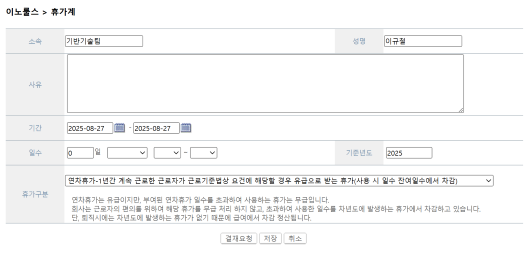 이노룰스 > 휴가계
소속 기반기술팀 성명 이규철
사유
기간 2025-08-27 - 2025-08-27
일수 0 일 ~ 기준년도 2025
휴가구분 연차휴가-1년간 계속 근로한 근로자가 근로기준법상 요건에 해당할 경우 유급으로 받는 휴가(사용 시 일수 잔여일수에서 차감)
연차휴가는 유급이지만, 부여된 연차휴가 일수를 초과하여 사용하는 휴가는 무급입니다.
회사는 근로자의 편의를 위하여 해당 휴가를 무급 처리 하지 않고, 초과하여 사용한 일수를 차년도에 발생하는 휴가에서 차감하고 있습니다.
단, 퇴직시에는 차년도에 발생하는 휴가가 없기 때문에 급여에서 차감 정산됩니다.
결재요청 저장 취소